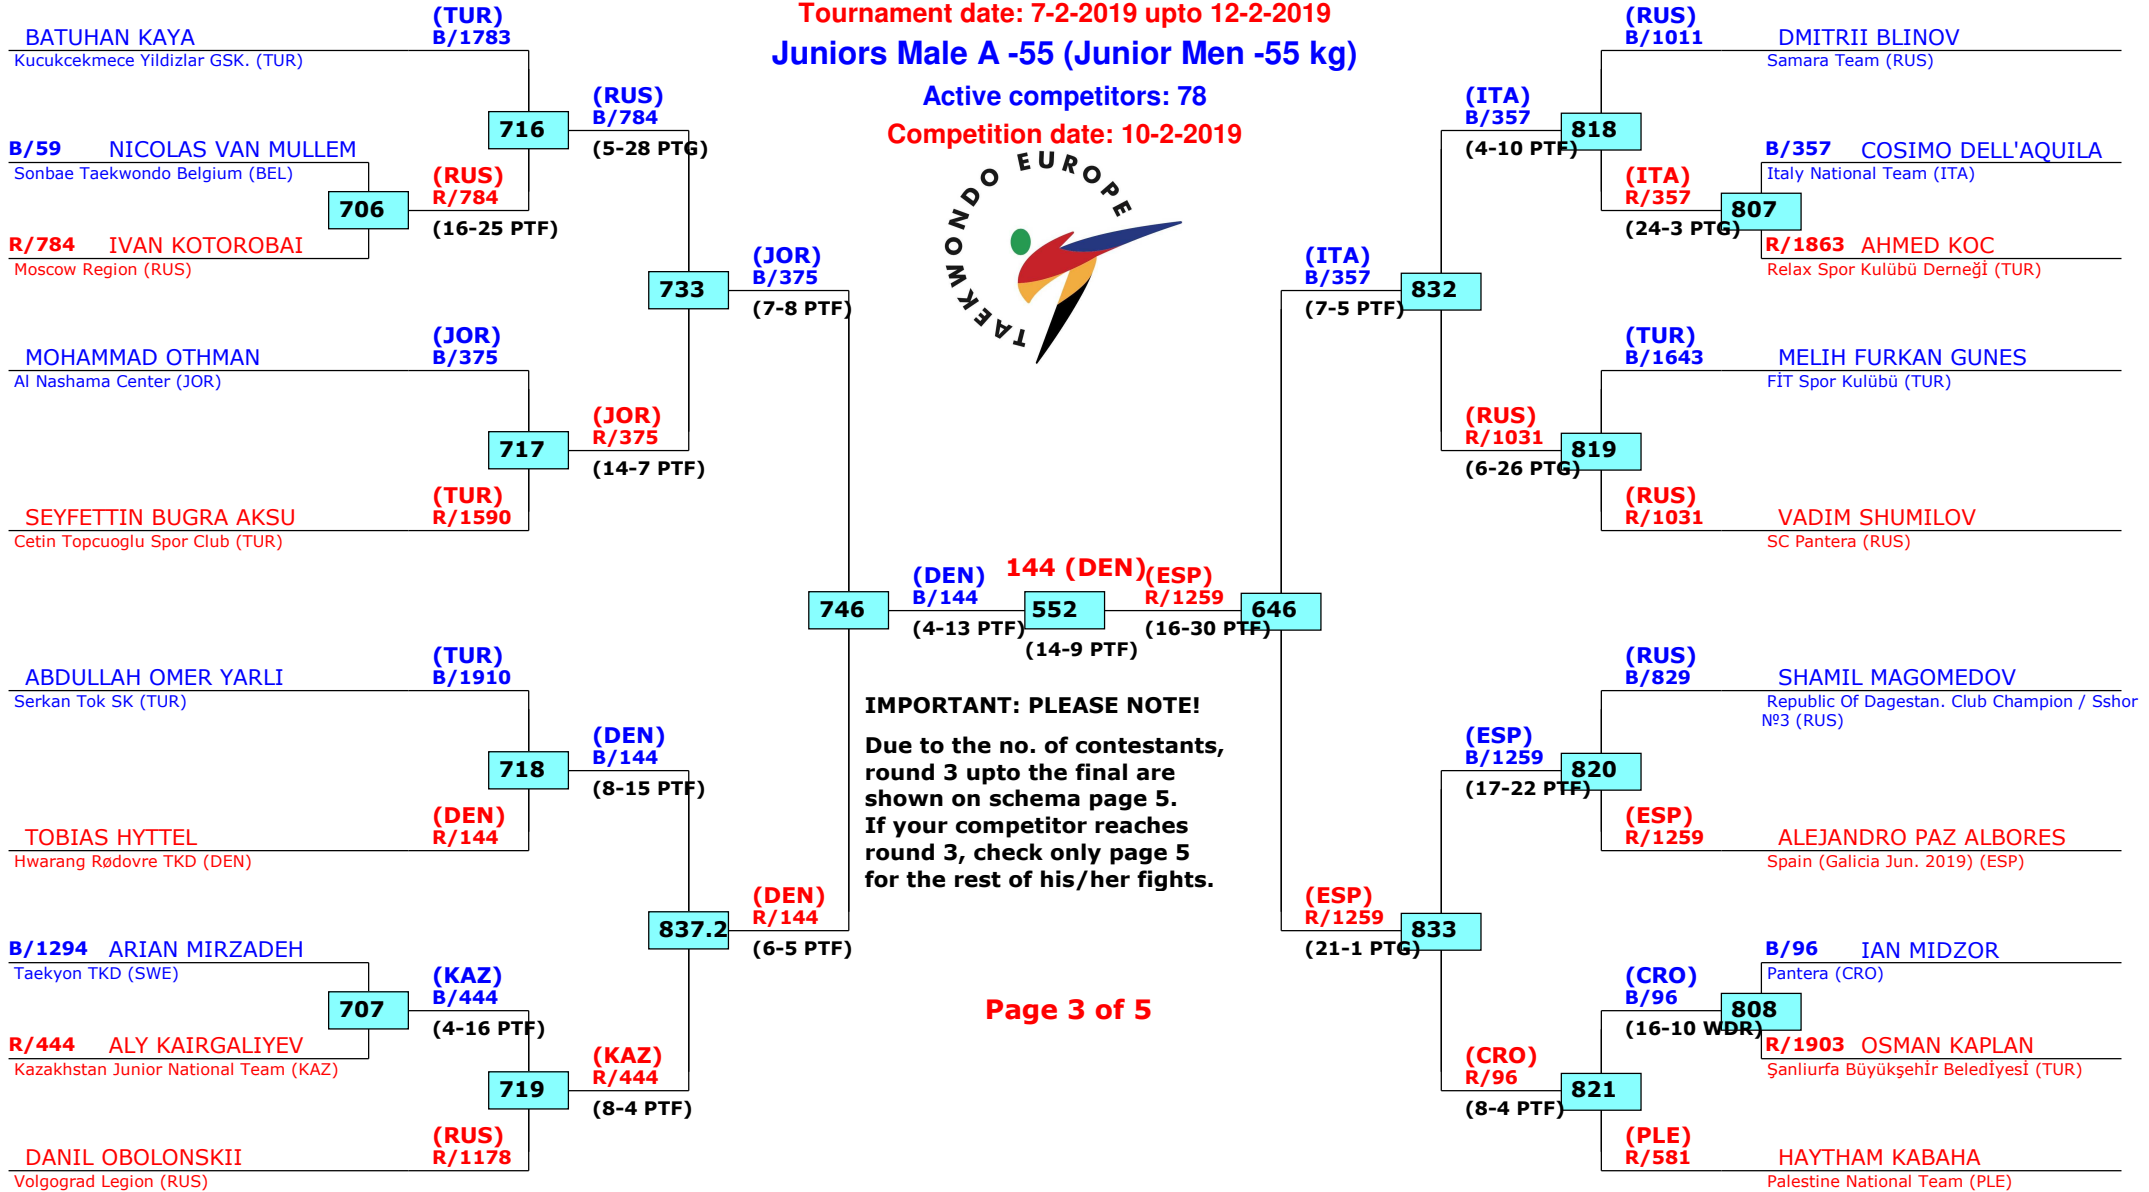 Tournament date: 7-2-2019 upto 12-2-2019
Juniors Male A -55 (Junior Men -55 kg)
Active competitors: 78
Competition date: 10-2-2019
TAEKWONDO EUROPE
(TUR)
BATUHAN KAYA B/1783
Kucukcekmece Yildizlar GSK. (TUR)
(RUS)
B/784
716
(5-28 PTG)
B/59 NICOLAS VAN MULLEM
Sonbae Taekwondo Belgium (BEL)
(RUS)
R/784
706
(16-25 PTF)
R/784 IVAN KOTOROBAI
Moscow Region (RUS)
(JOR)
B/375
733
(7-8 PTF)
(JOR)
MOHAMMAD OTHMAN B/375
Al Nashama Center (JOR)
(JOR)
R/375
717
(14-7 PTF)
(TUR)
SEYFETTIN BUGRA AKSU R/1590
Cetin Topcuoglu Spor Club (TUR)
(DEN)
B/144
746
(4-13 PTF)
144 (DEN)
552
(14-9 PTF)
(ESP)
R/1259
646
(16-30 PTF)
(TUR)
ABDULLAH OMER YARLI B/1910
Serkan Tok SK (TUR)
(DEN)
B/144
718
(8-15 PTF)
(DEN)
TOBIAS HYTTEL R/144
Hwarang Rødovre TKD (DEN)
(DEN)
R/144
837.2
(6-5 PTF)
B/1294 ARIAN MIRZADEH
Taekyon TKD (SWE)
(KAZ)
B/444
707
(4-16 PTF)
R/444 ALY KAIRGALIYEV
Kazakhstan Junior National Team (KAZ)
(KAZ)
R/444
719
(8-4 PTF)
(RUS)
DANIL OBOLONSKII R/1178
Volgograd Legion (RUS)
IMPORTANT: PLEASE NOTE!
Due to the no. of contestants,
round 3 upto the final are
shown on schema page 5.
If your competitor reaches
round 3, check only page 5
for the rest of his/her fights.
Page 3 of 5
(RUS)
B/1011 DMITRII BLINOV
Samara Team (RUS)
(ITA)
B/357
818
(4-10 PTF)
B/357 COSIMO DELL'AQUILA
Italy National Team (ITA)
(ITA)
R/357
807
(24-3 PTG)
R/1863 AHMED KOC
Relax Spor Kulübü Derneğİ (TUR)
(ITA)
B/357
832
(7-5 PTF)
(TUR)
B/1643 MELIH FURKAN GUNES
FİT Spor Kulübü (TUR)
(RUS)
R/1031
819
(6-26 PTG)
(RUS)
R/1031 VADIM SHUMILOV
SC Pantera (RUS)
(RUS)
B/829 SHAMIL MAGOMEDOV
Republic Of Dagestan. Club Champion / Sshor
№3 (RUS)
(ESP)
B/1259
820
(17-22 PTF)
(ESP)
R/1259 ALEJANDRO PAZ ALBORES
Spain (Galicia Jun. 2019) (ESP)
(ESP)
R/1259
833
(21-1 PTG)
B/96 IAN MIDZOR
Pantera (CRO)
(CRO)
B/96
808
(16-10 WDR)
R/1903 OSMAN KAPLAN
Şanliurfa Büyükşehİr Beledİyesİ (TUR)
(CRO)
R/96
821
(8-4 PTF)
(PLE)
R/581 HAYTHAM KABAHA
Palestine National Team (PLE)